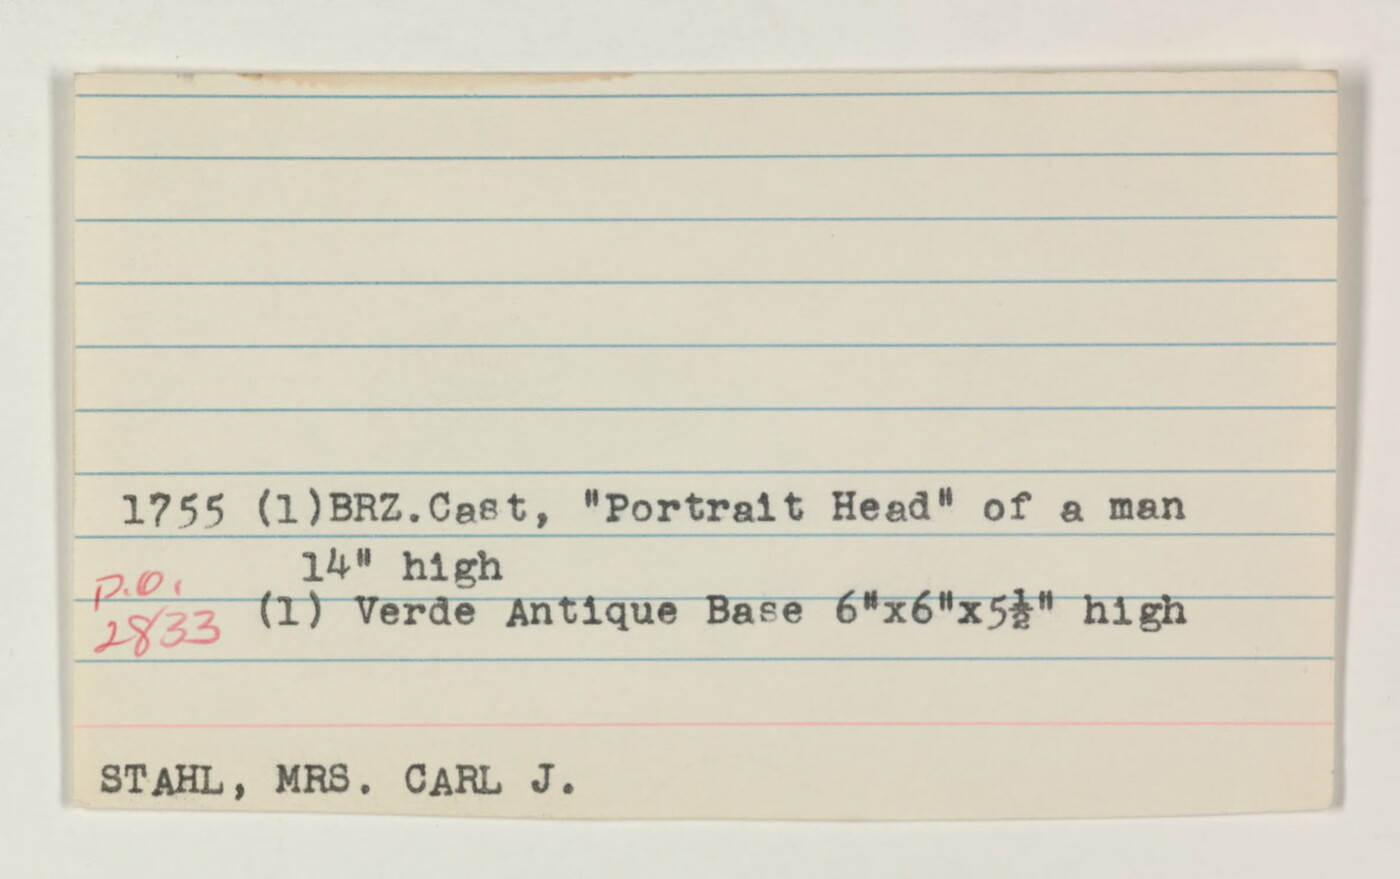 1755 (1)BRZ.Cast, "Portrait Head" of a man
14" high
P.O.
2833
(1) Verde Antique Base 6"x6"x5½" high
STAHL, MRS. CARL J.